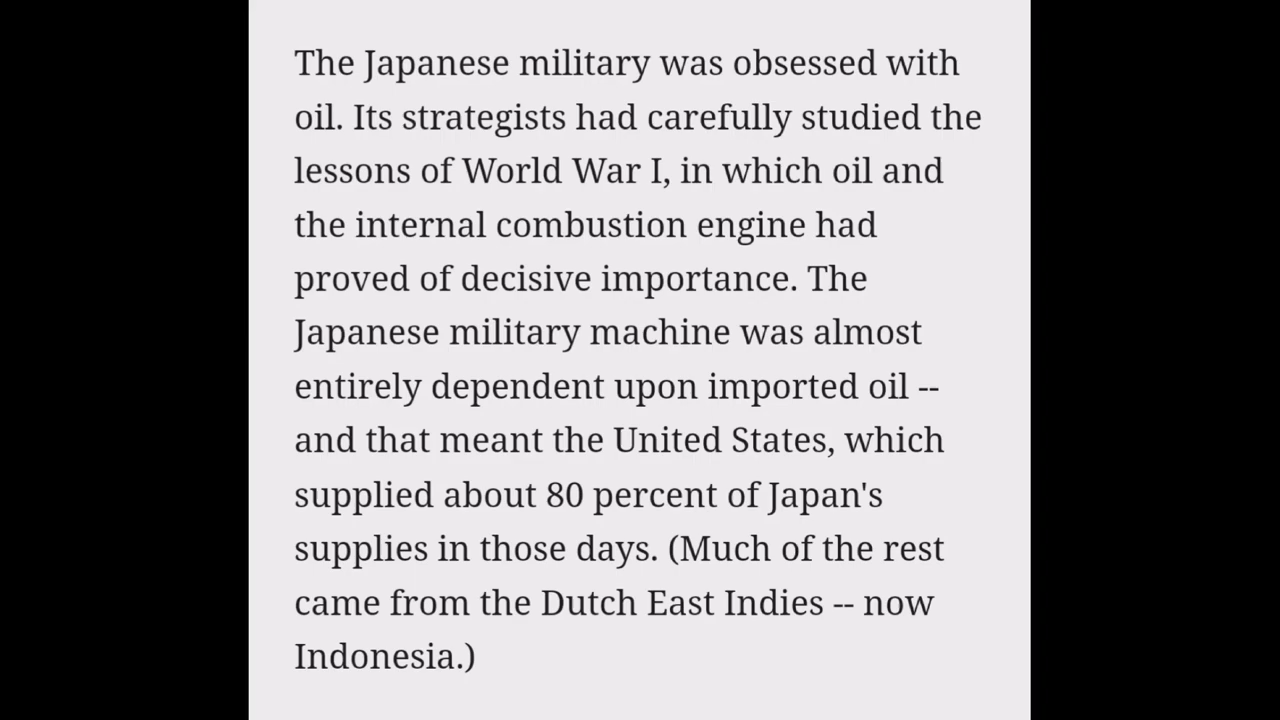 The Japanese military was obsessed with
oil. Its strategists had carefully studied the
lessons of World War I, in which oil and
the internal combustion engine had
proved of decisive importance. The
Japanese military machine was almost
entirely dependent upon imported oil --
and that meant the United States, which
supplied about 80 percent of Japan's
supplies in those days. (Much of the rest
came from the Dutch East Indies -- now
Indonesia.)